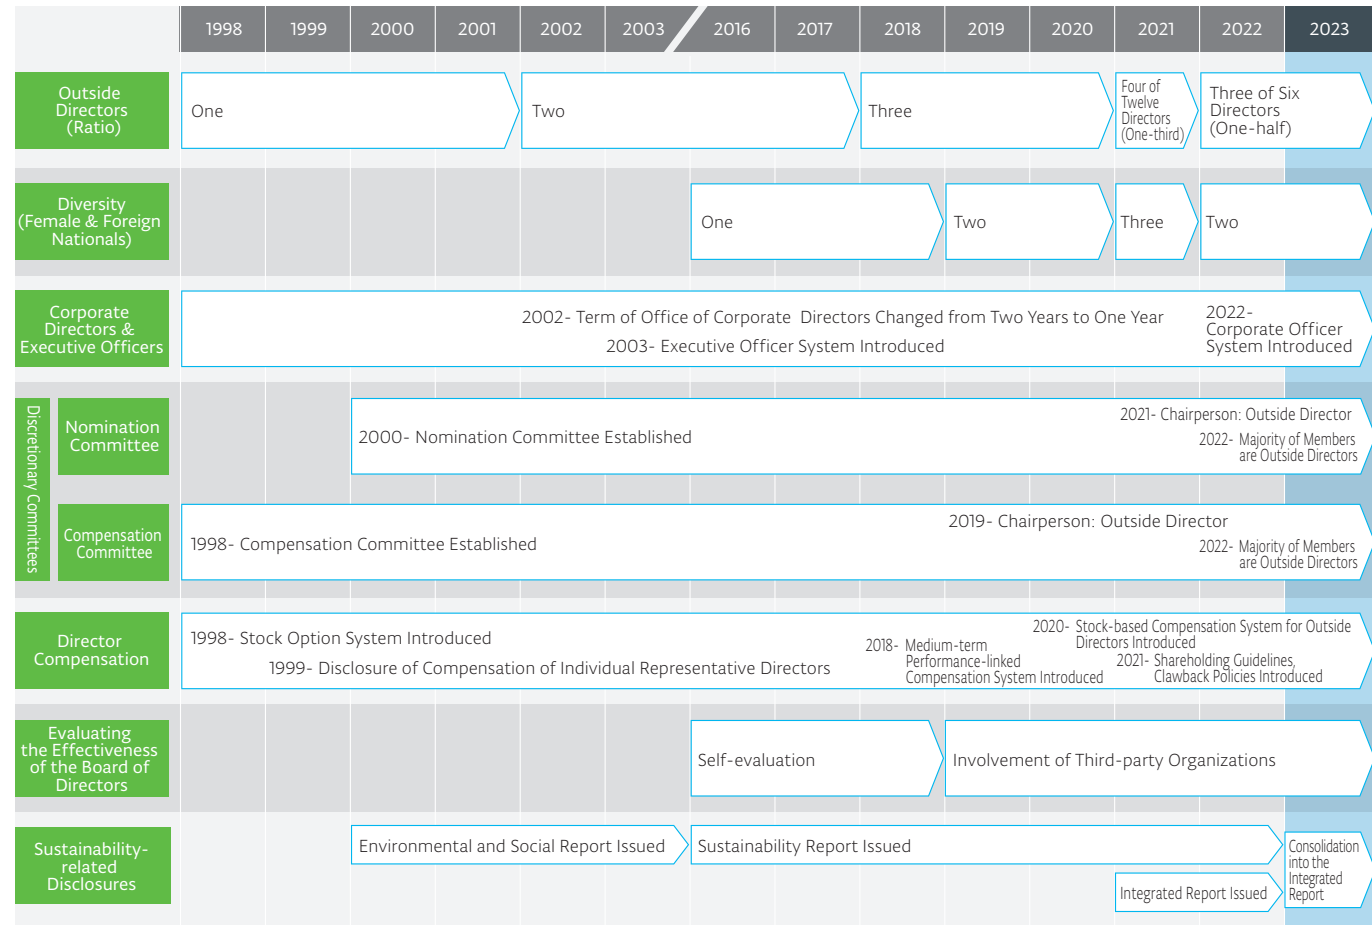 1998 1999 2000 2001 2002 2003 2016 2017 2018 2019 2020 2021 2022 2023
Outside
Directors
(Ratio)
One
Two
Three
Four of
Twelve
Directors
(One-third)
Three of Six
Directors
(One-half)
Diversity
(Female & Foreign
Nationals)
One
Two
Three
Two
Corporate
Directors &
Executive Officers
2002- Term of Office of Corporate Directors Changed from Two Years to One Year
2003- Executive Officer System Introduced
2022-
Corporate Officer
System Introduced
Discretionary Committees
Nomination
Committee
2000- Nomination Committee Established
2021- Chairperson: Outside Director
2022- Majority of Members
are Outside Directors
Compensation
Committee
1998- Compensation Committee Established
2019- Chairperson: Outside Director
2022- Majority of Members
are Outside Directors
Director
Compensation
1998- Stock Option System Introduced
1999- Disclosure of Compensation of Individual Representative Directors
2018- Medium-term
Performance-linked
Compensation System Introduced
2020- Stock-based Compensation System for Outside
Directors Introduced
2021- Shareholding Guidelines,
Clawback Policies Introduced
Evaluating
the Effectiveness
of the Board of
Directors
Self-evaluation
Involvement of Third-party Organizations
Sustainability-
related
Disclosures
Environmental and Social Report Issued
Sustainability Report Issued
Integrated Report Issued
Consolidation
into the
Integrated
Report